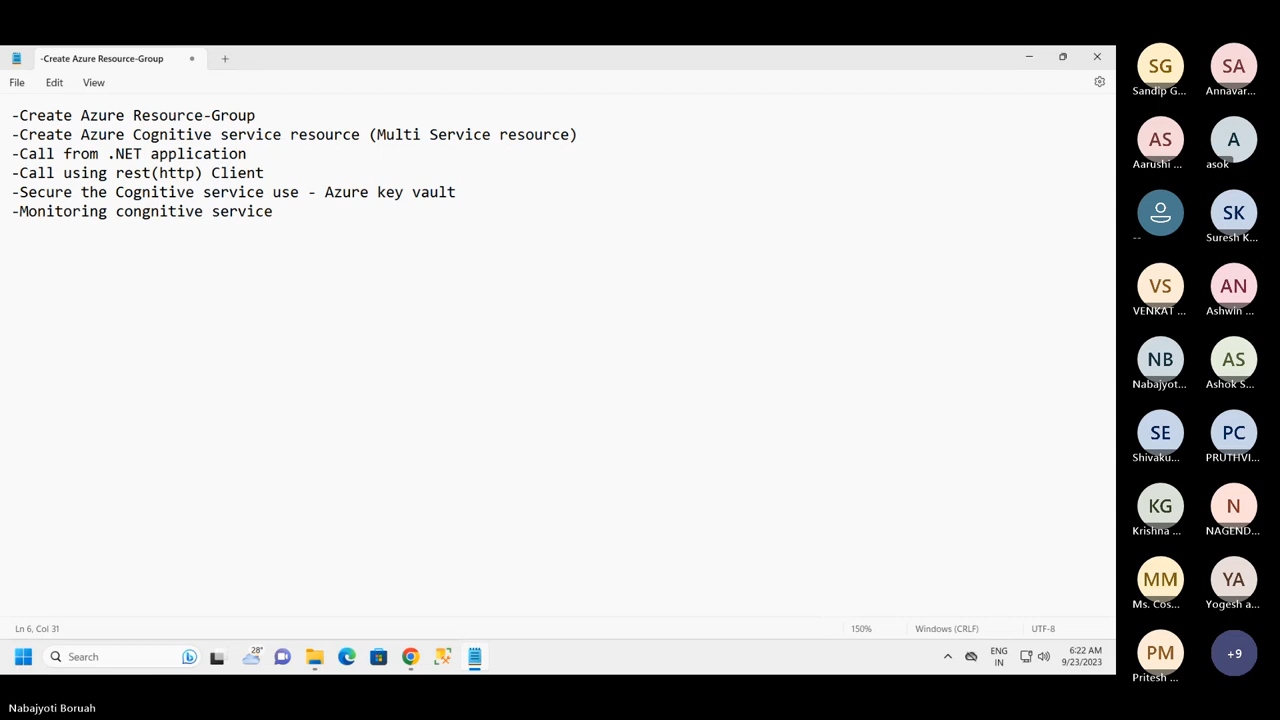 -Create Azure Resource-Group
File Edit View
-Create Azure Resource-Group
-Create Azure Cognitive service resource (Multi Service resource)
-Call from .NET application
-Call using rest(http) Client
-Secure the Cognitive service use - Azure key vault
-Monitoring congnitive service
Ln 6, Col 31 150% Windows (CRLF) UTF-8
Search 28° ENG IN 6:22 AM 9/23/2023
Nabajyoti Boruah
SG SA
Sandip G... Annavar...
AS A
Aarushi ... asok
SK
-- Suresh K...
VS AN
VENKAT ... Ashwin ...
NB AS
Nabajyot... Ashok S...
SE PC
Shivaku... PRUTHVI...
KG N
Krishna ... NAGEND...
MM YA
Ms. Cos... Yogesh a...
PM +9
Pritesh ...